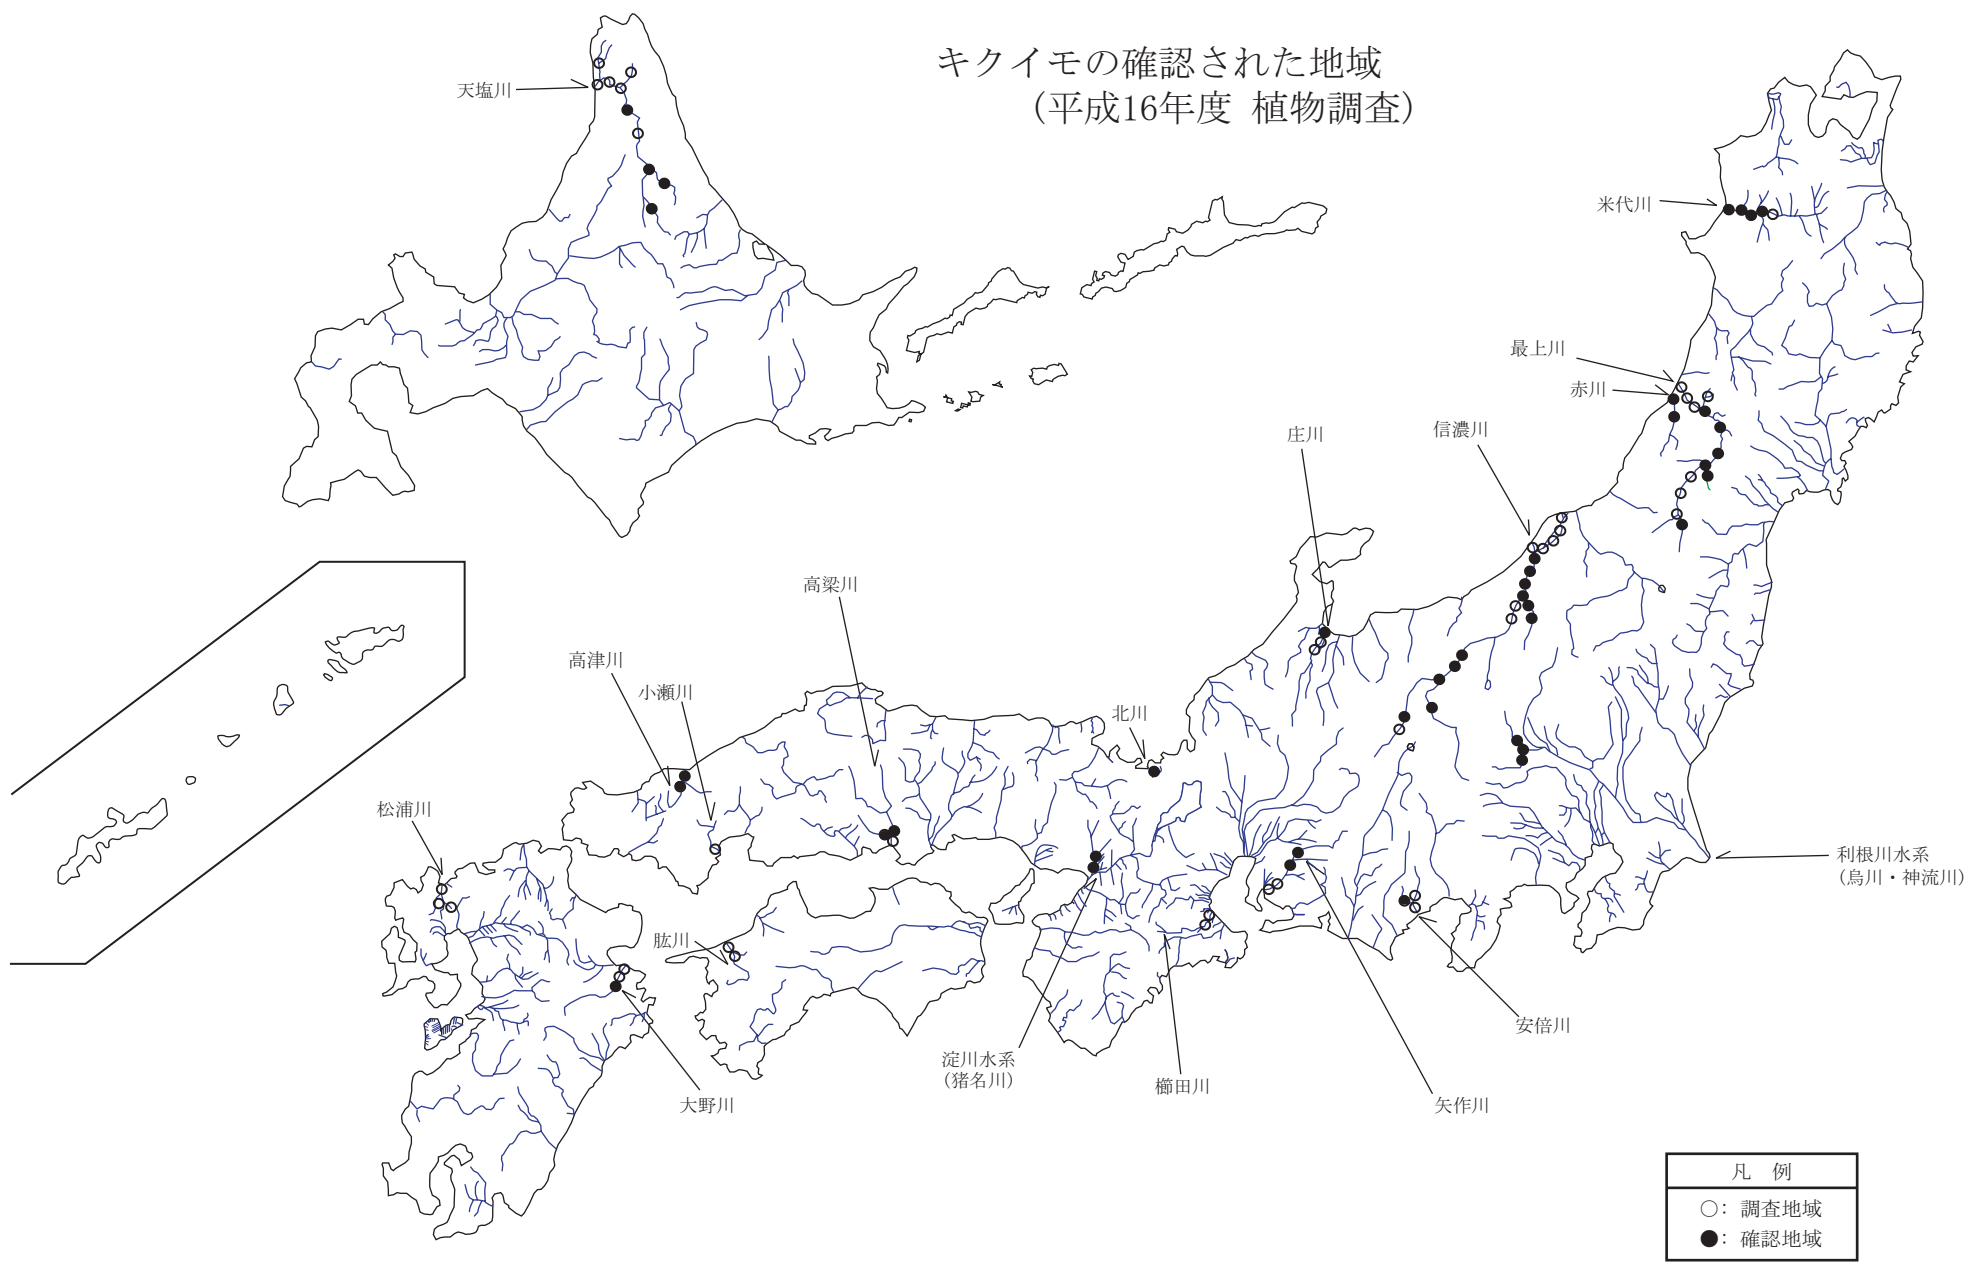 キクイモの確認された地域
(平成16年度 植物調査)
天塩川
米代川
最上川
赤川
信濃川
庄川
高梁川
高津川
小瀬川
北川
松浦川
利根川水系
(烏川・神流川)
肱川
安倍川
淀川水系
(猪名川)
櫛田川
矢作川
大野川
凡 例
○: 調査地域
●: 確認地域